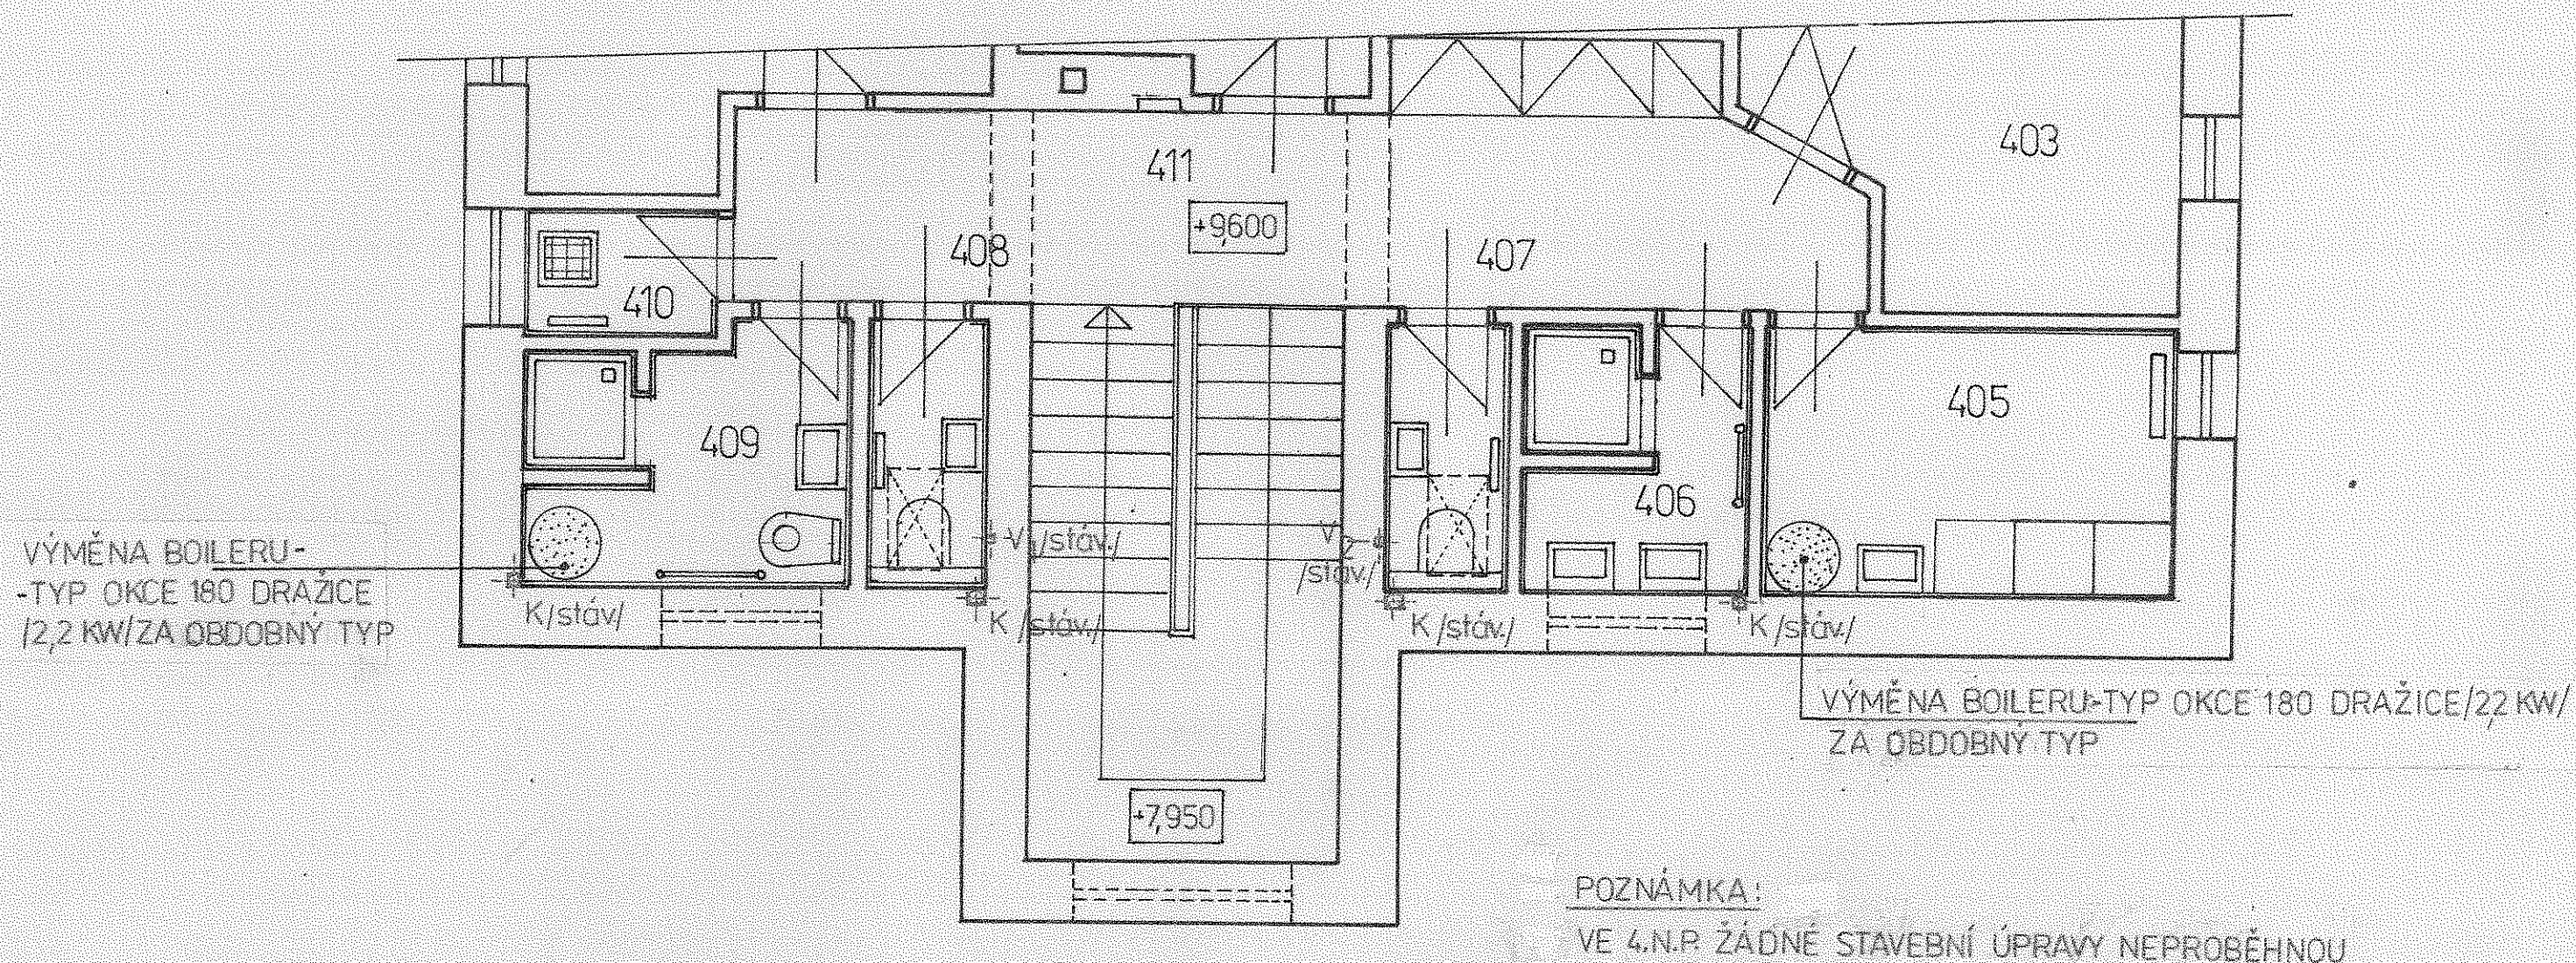 403
411
+9,600
408
407
410
405
409
406
VÝMĚNA BOILERU-
-TYP OKCE 180 DRAŽICE
/2,2 KW/ZA OBDOBNÝ TYP
V1/stáv./
V2
/stáv./
K/stáv/
K/stáv./
K/stáv./
K/stáv./
VÝMĚNA BOILERU-TYP OKCE 180 DRAŽICE/2,2 KW/
ZA OBDOBNÝ TYP
+7,950
POZNÁMKA:
VE 4.N.P. ŽÁDNÉ STAVEBNÍ ÚPRAVY NEPROBĚHNOU